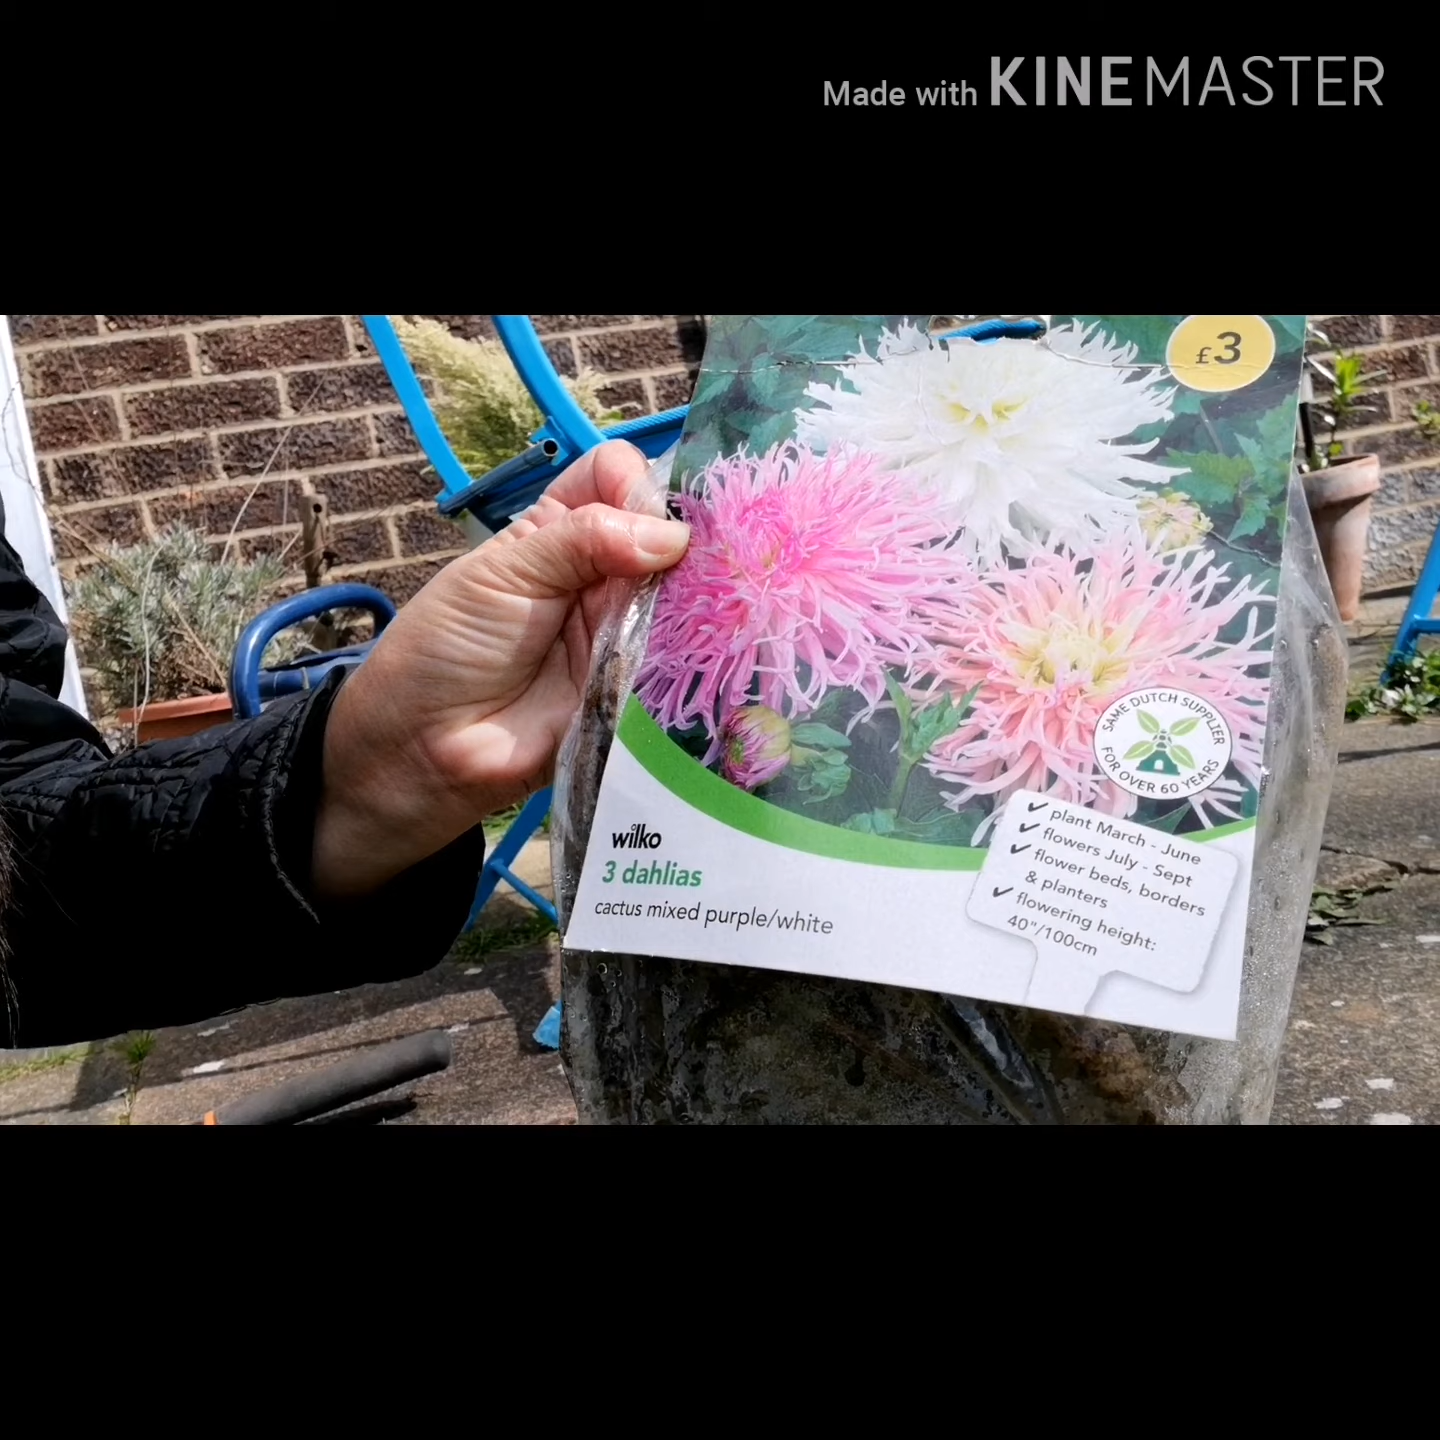 Made with KINEMASTER
£3
SAME DUTCH SUPPLIER
FOR OVER 60 YEARS
wilko
3 dahlias
cactus mixed purple/white
✓ plant March - June
✓ flowers July - Sept
✓ flower beds, borders
& planters
✓ flowering height:
40"/100cm